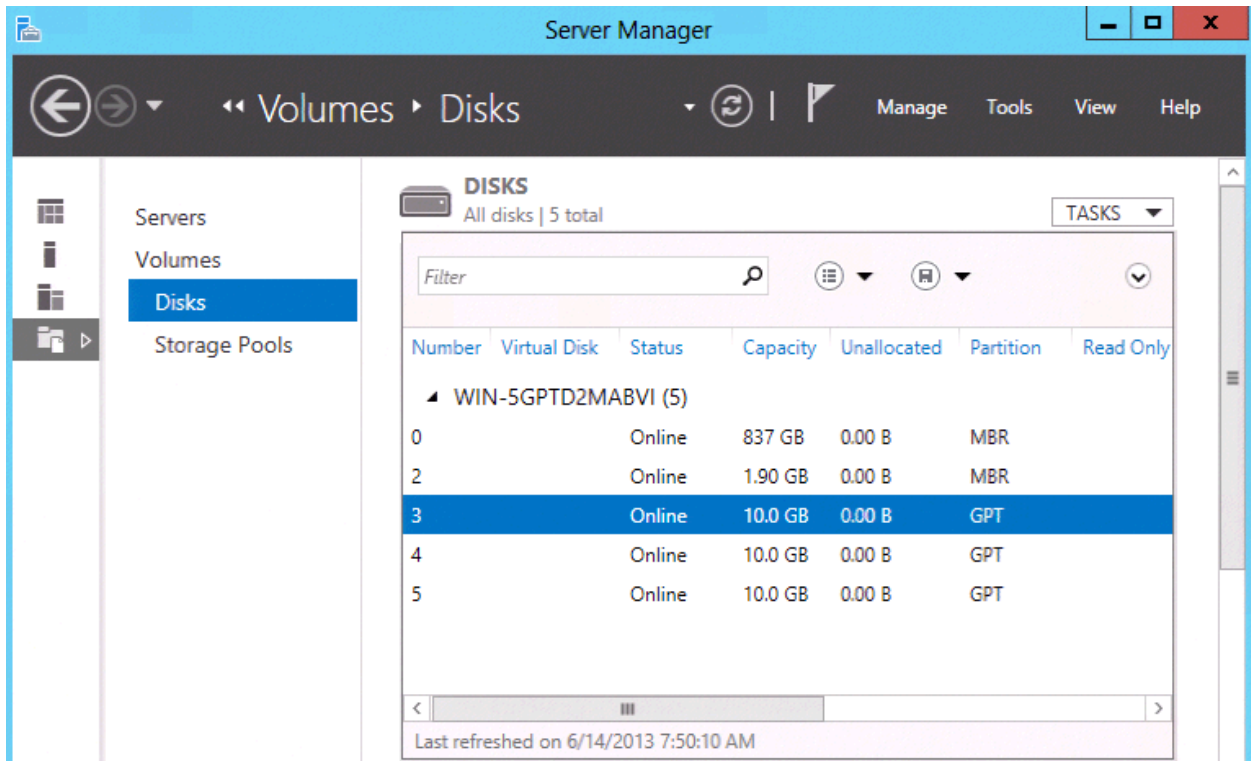 Server Manager
Volumes Disks Manage Tools View Help
Servers
Volumes
Disks
Storage Pools
DISKS
All disks | 5 total
TASKS
Filter
Number Virtual Disk Status Capacity Unallocated Partition Read Only
WIN-5GPTD2MABVI (5)
0 Online 837 GB 0.00 B MBR
2 Online 1.90 GB 0.00 B MBR
3 Online 10.0 GB 0.00 B GPT
4 Online 10.0 GB 0.00 B GPT
5 Online 10.0 GB 0.00 B GPT
Last refreshed on 6/14/2013 7:50:10 AM